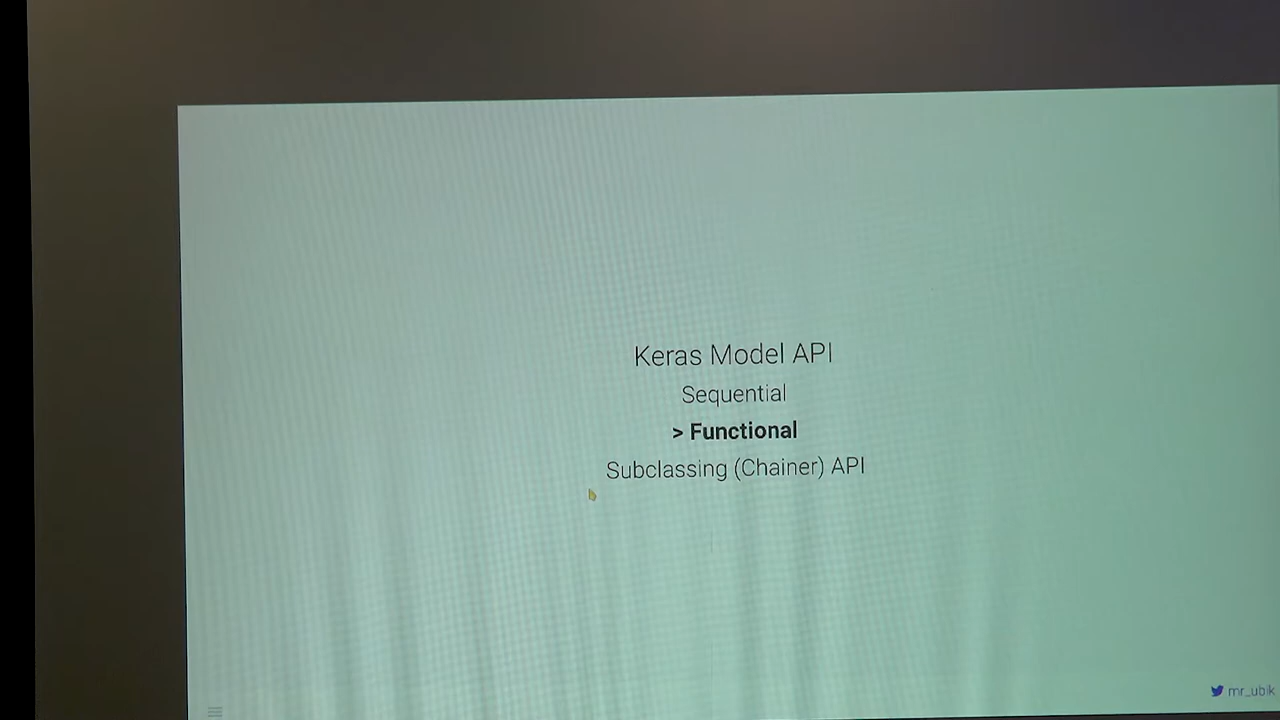 Keras Model API
Sequential
> Functional
Subclassing (Chainer) API
mr_ubik